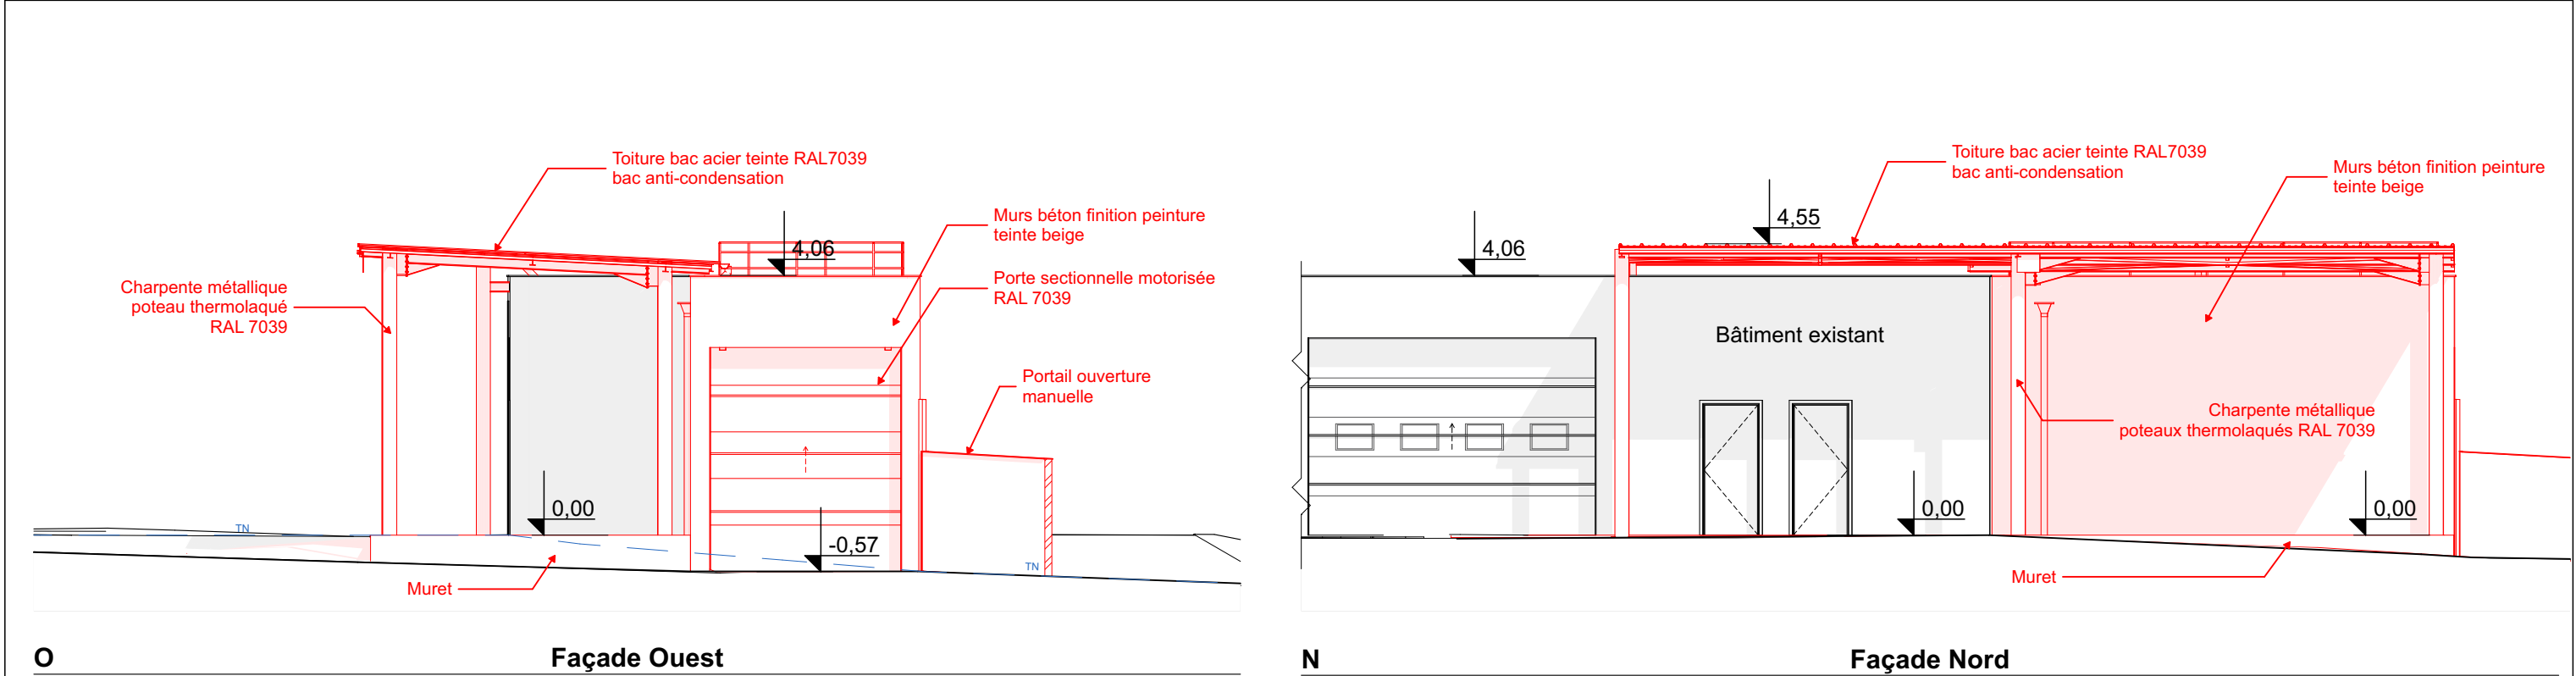 Toiture bac acier teinte RAL7039
bac anti-condensation
Murs béton finition peinture
teinte beige
4,06
Porte sectionnelle motorisée
RAL 7039
Charpente métallique
poteau thermolaqué
RAL 7039
Portail ouverture
manuelle
0,00
-0,57
TN
TN
Muret
O
Façade Ouest
Toiture bac acier teinte RAL7039
bac anti-condensation
Murs béton finition peinture
teinte beige
4,55
4,06
Bâtiment existant
Charpente métallique
poteaux thermolaqués RAL 7039
0,00
0,00
Muret
N
Façade Nord